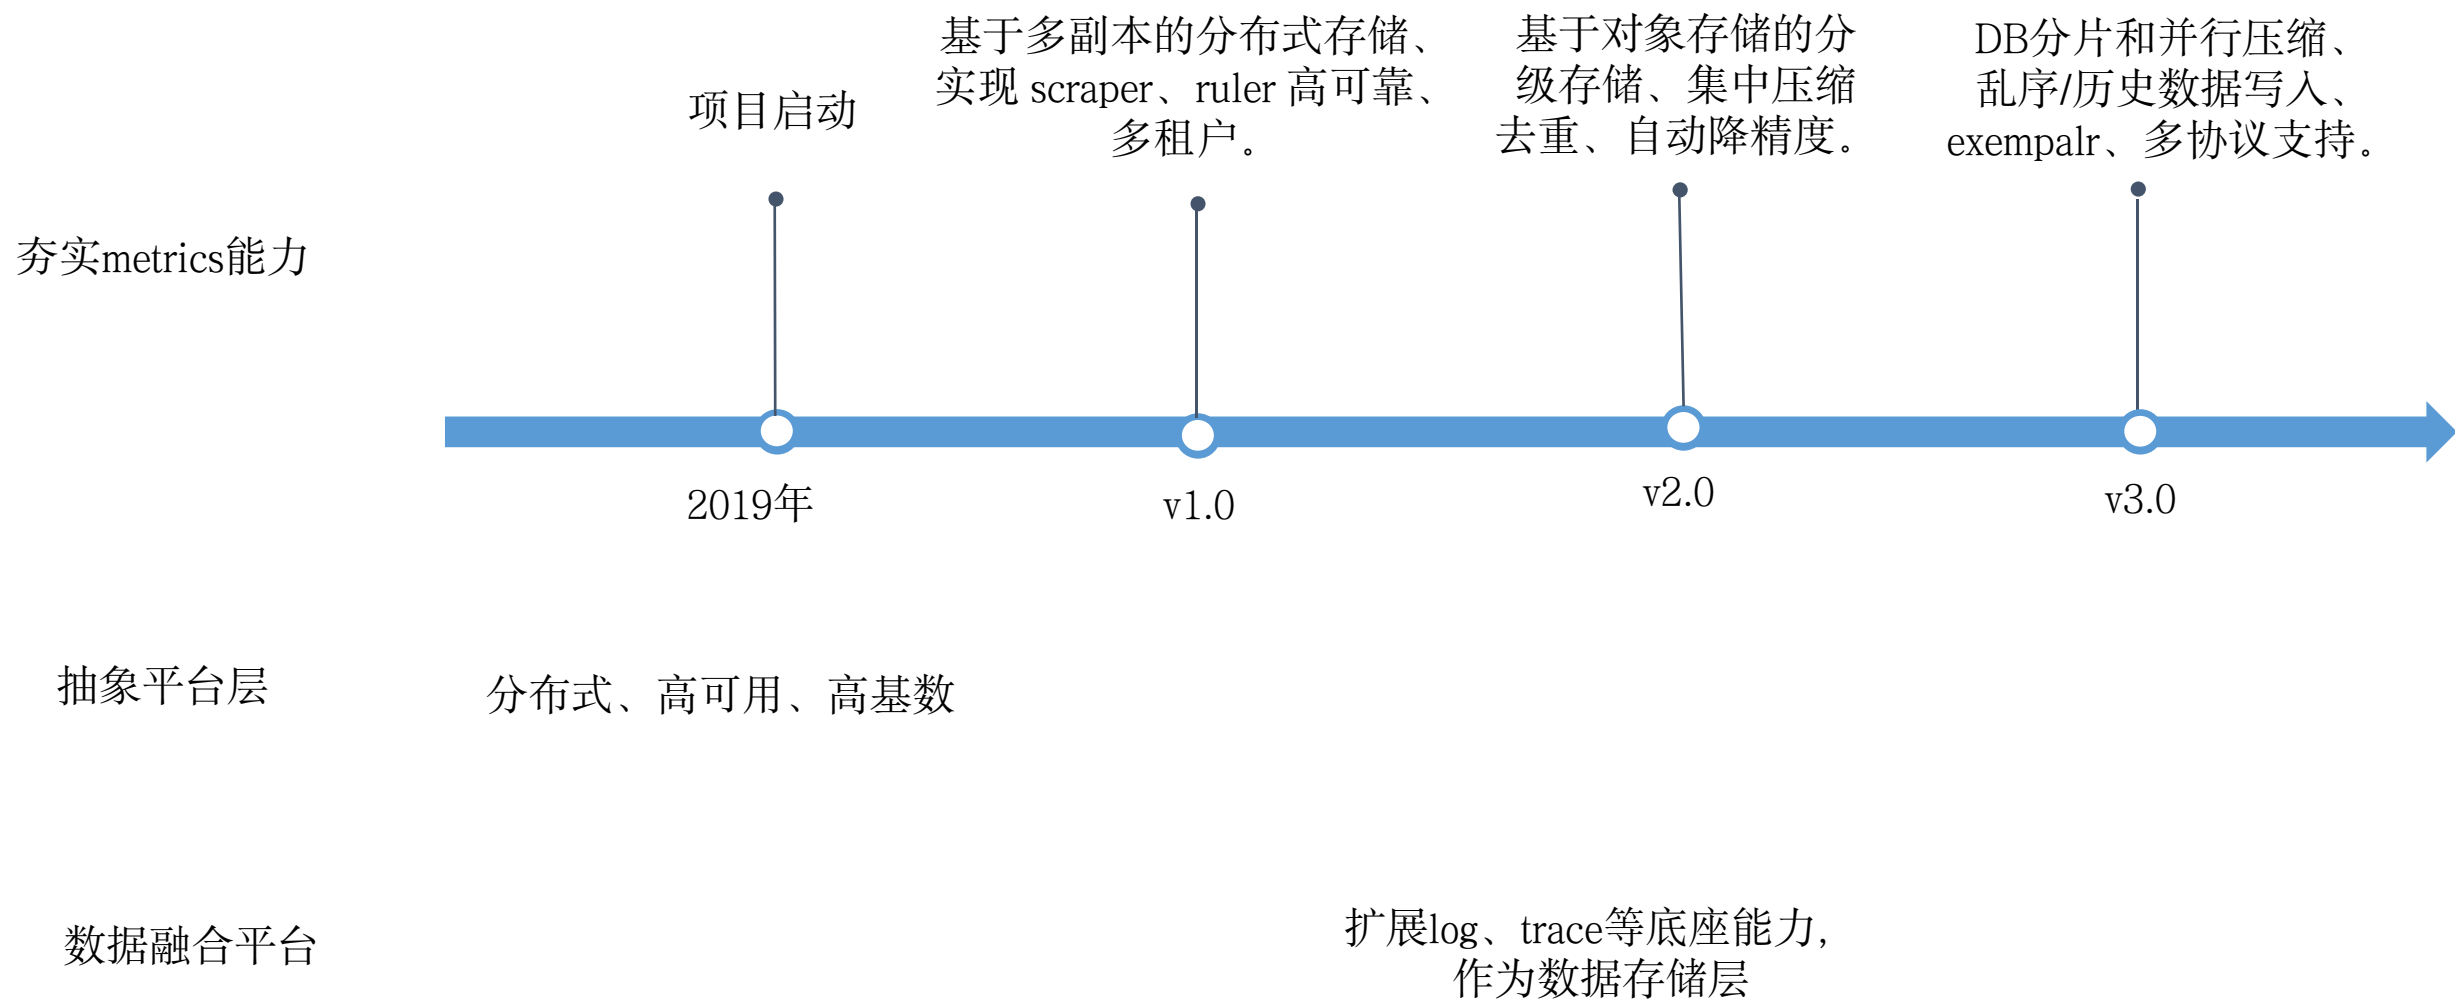 项目启动
基于多副本的分布式存储、
实现 scraper、ruler 高可靠、
多租户。
基于对象存储的分
级存储、集中压缩
去重、自动降精度。
DB分片和并行压缩、
乱序/历史数据写入、
exempalr、多协议支持。
夯实metrics能力
2019年
v1.0
v2.0
v3.0
抽象平台层
分布式、高可用、高基数
数据融合平台
扩展log、trace等底座能力,
作为数据存储层